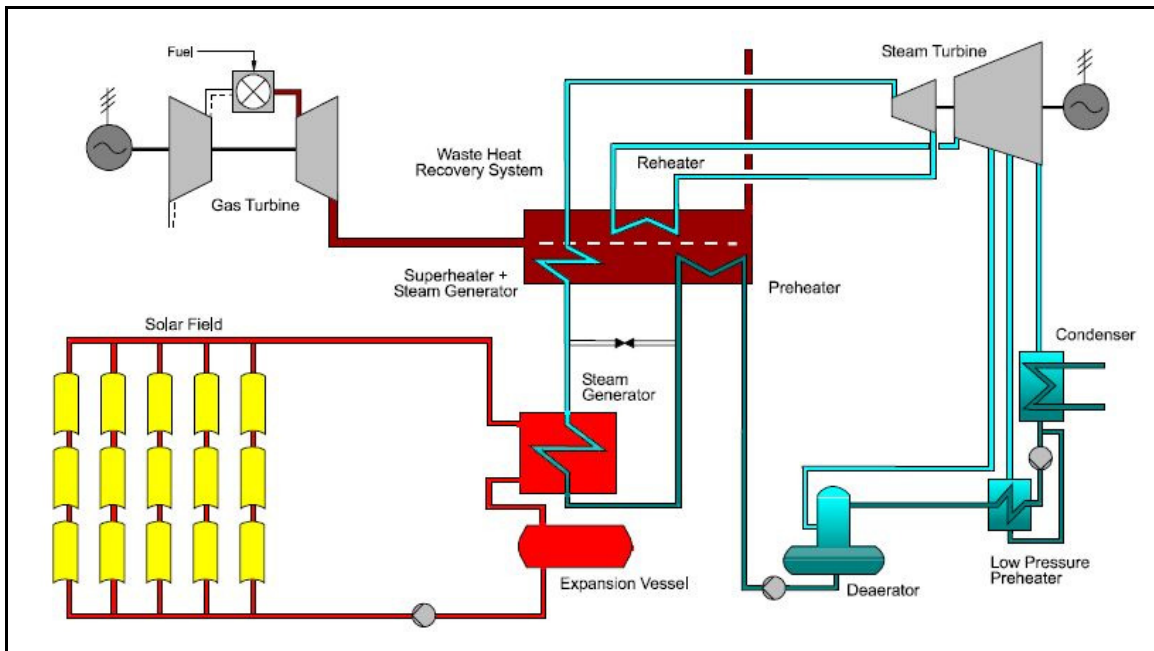 Fuel
Steam Turbine
Waste Heat
Recovery System
Reheater
Gas Turbine
Superheater +
Steam Generator
Preheater
Solar Field
Condenser
Steam
Generator
Expansion Vessel
Deaerator
Low Pressure
Preheater